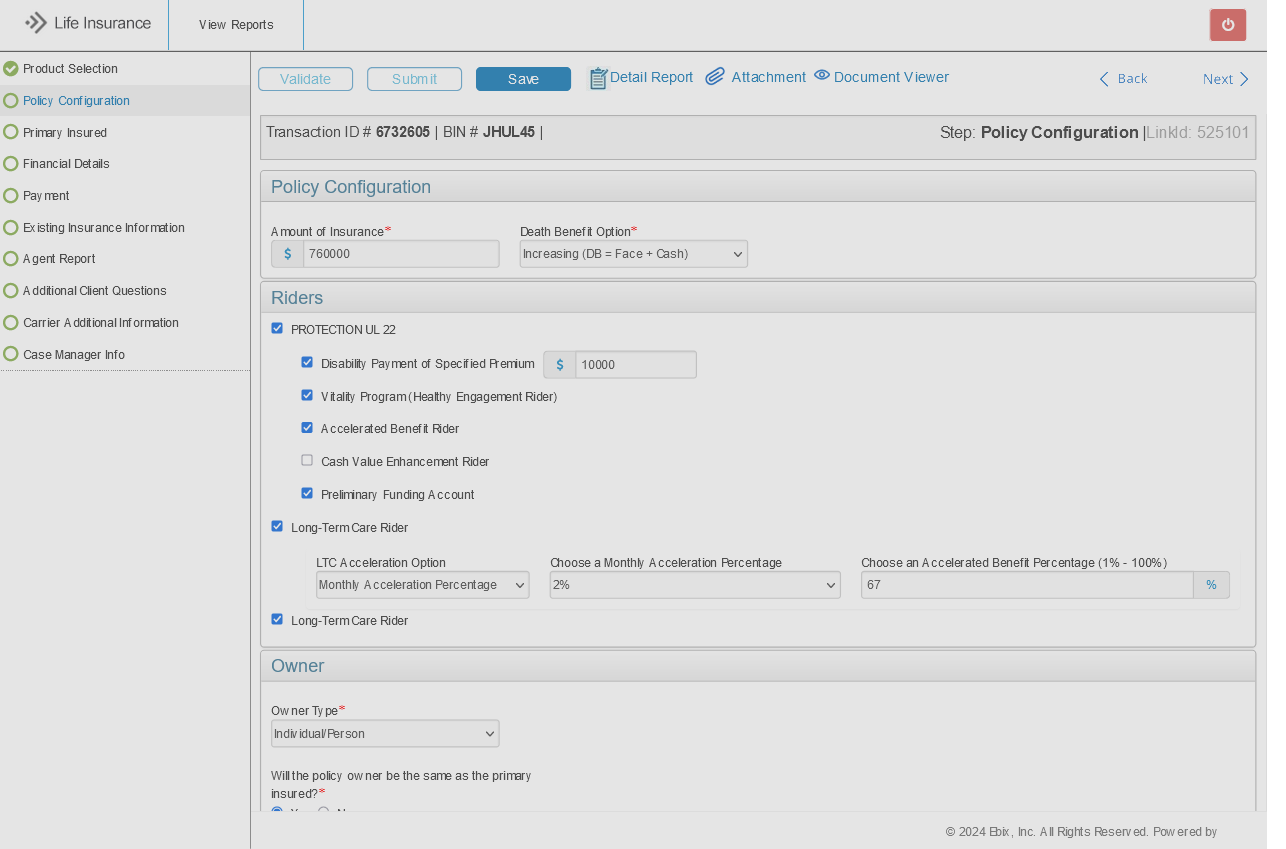 Life Insurance
View Reports
Product Selection
Policy Configuration
Primary Insured
Financial Details
Payment
Existing Insurance Information
Agent Report
Additional Client Questions
Carrier Additional Information
Case Manager Info
Validate Submit Save Detail Report Attachment Document Viewer Back Next
Transaction ID # 6732605 | BIN # JHUL45 | Step: Policy Configuration |LinkId: 525101
Policy Configuration
Amount of Insurance* Death Benefit Option*
$ 760000 Increasing (DB = Face + Cash)
Riders
PROTECTION UL 22
Disability Payment of Specified Premium $ 10000
Vitality Program (Healthy Engagement Rider)
Accelerated Benefit Rider
Cash Value Enhancement Rider
Preliminary Funding Account
Long-Term Care Rider
LTC Acceleration Option Choose a Monthly Acceleration Percentage Choose an Accelerated Benefit Percentage (1% - 100%)
Monthly Acceleration Percentage 2% 67 %
Long-Term Care Rider
Owner
Owner Type*
Individual/Person
Will the policy owner be the same as the primary
insured?*
© 2024 Ebix, Inc. All Rights Reserved. Powered by